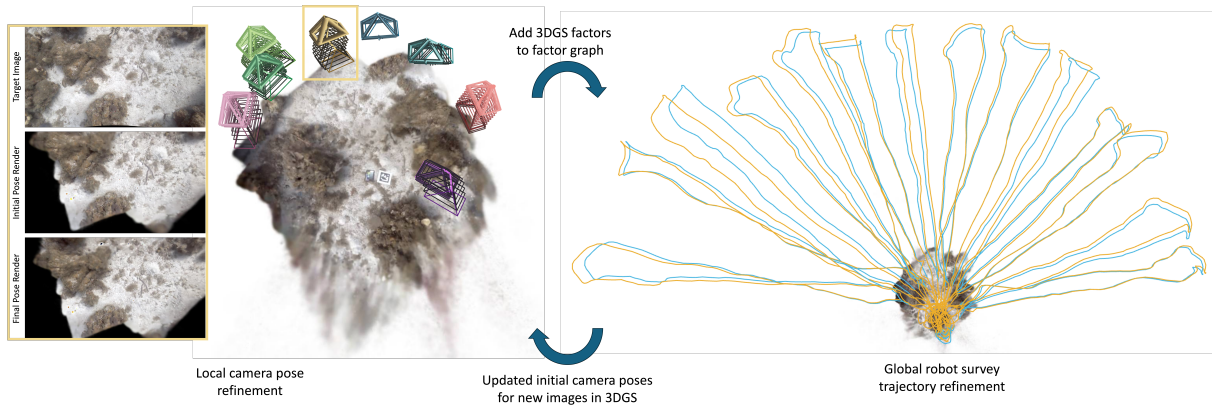 Target Image
Initial Pose Render
Final Pose Render
Local camera pose
refinement
Add 3DGS factors
to factor graph
Updated initial camera poses
for new images in 3DGS
Global robot survey
trajectory refinement